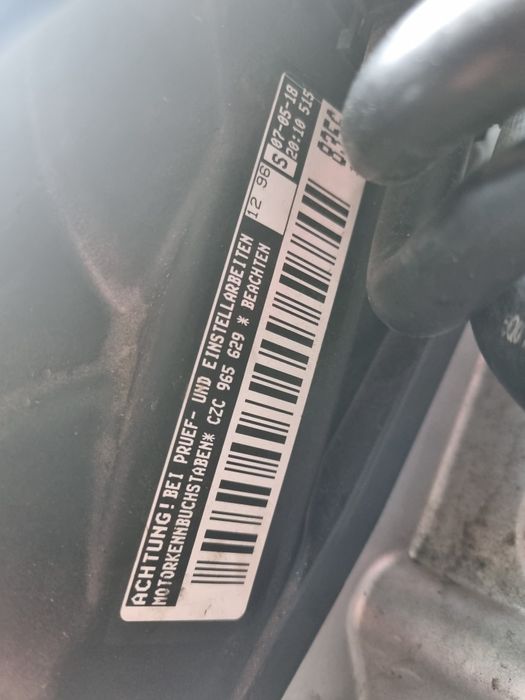 ACHTUNG! BEI PRUEF- UND EINSTELLARBEITEN
MOTORKENNBUCHSTABEN* CZC 965 629 * BEACHTEN
12 96
S
07-05-18
20:10 515